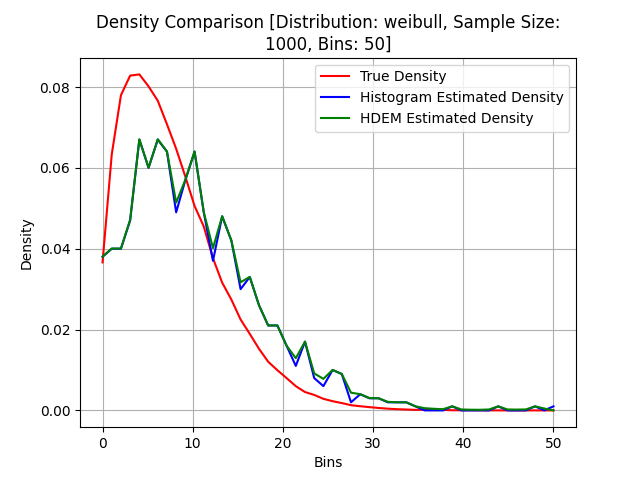 Density Comparison [Distribution: weibull, Sample Size:
1000, Bins: 50]
True Density
Histogram Estimated Density
HDEM Estimated Density
Density
0.08
0.06
0.04
0.02
0.00
0 10 20 30 40 50
Bins